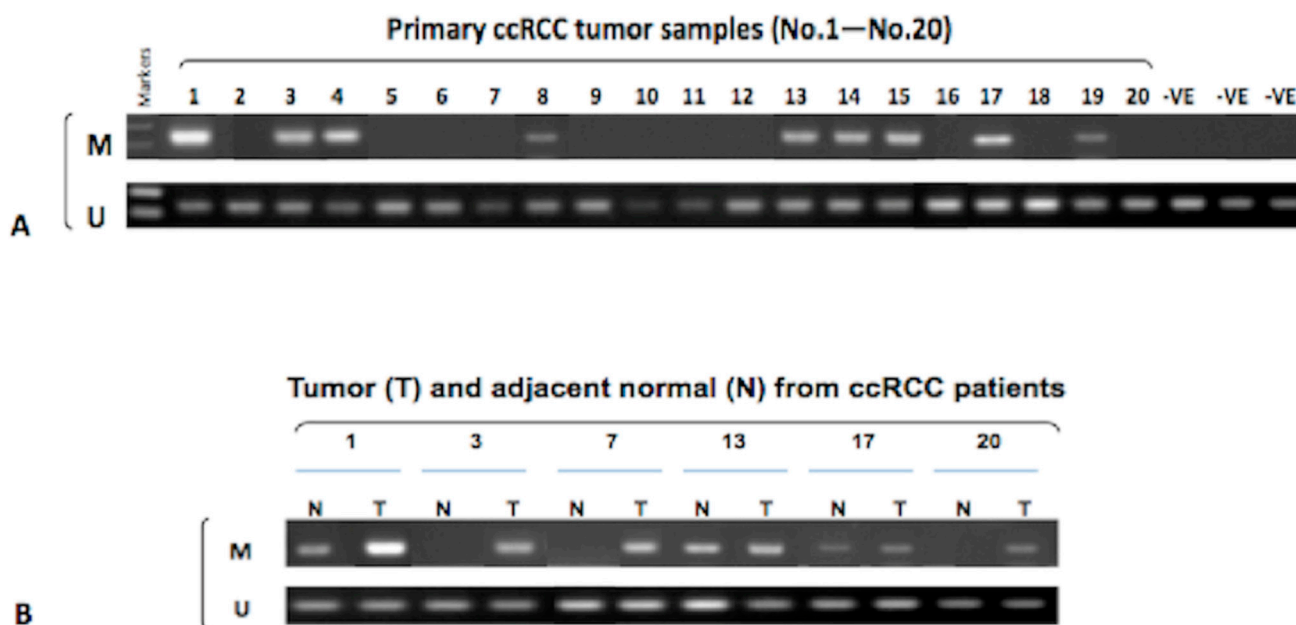 Primary ccRCC tumor samples (No.1—No.20)
Markers 1 2 3 4 5 6 7 8 9 10 11 12 13 14 15 16 17 18 19 20 -VE -VE -VE
M
U
A
Tumor (T) and adjacent normal (N) from ccRCC patients
1 3 7 13 17 20
N T N T N T N T N T N T
M
U
B